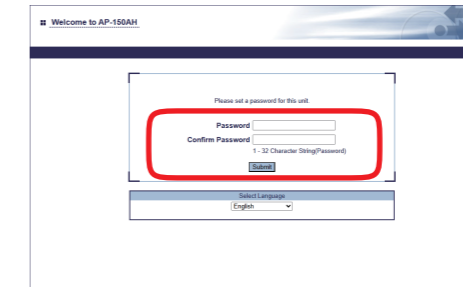 Welcome to AP-150AH
Please set a password for this unit.
Password
Confirm Password
1 - 32 Character String(Password)
Submit
Select Language
English